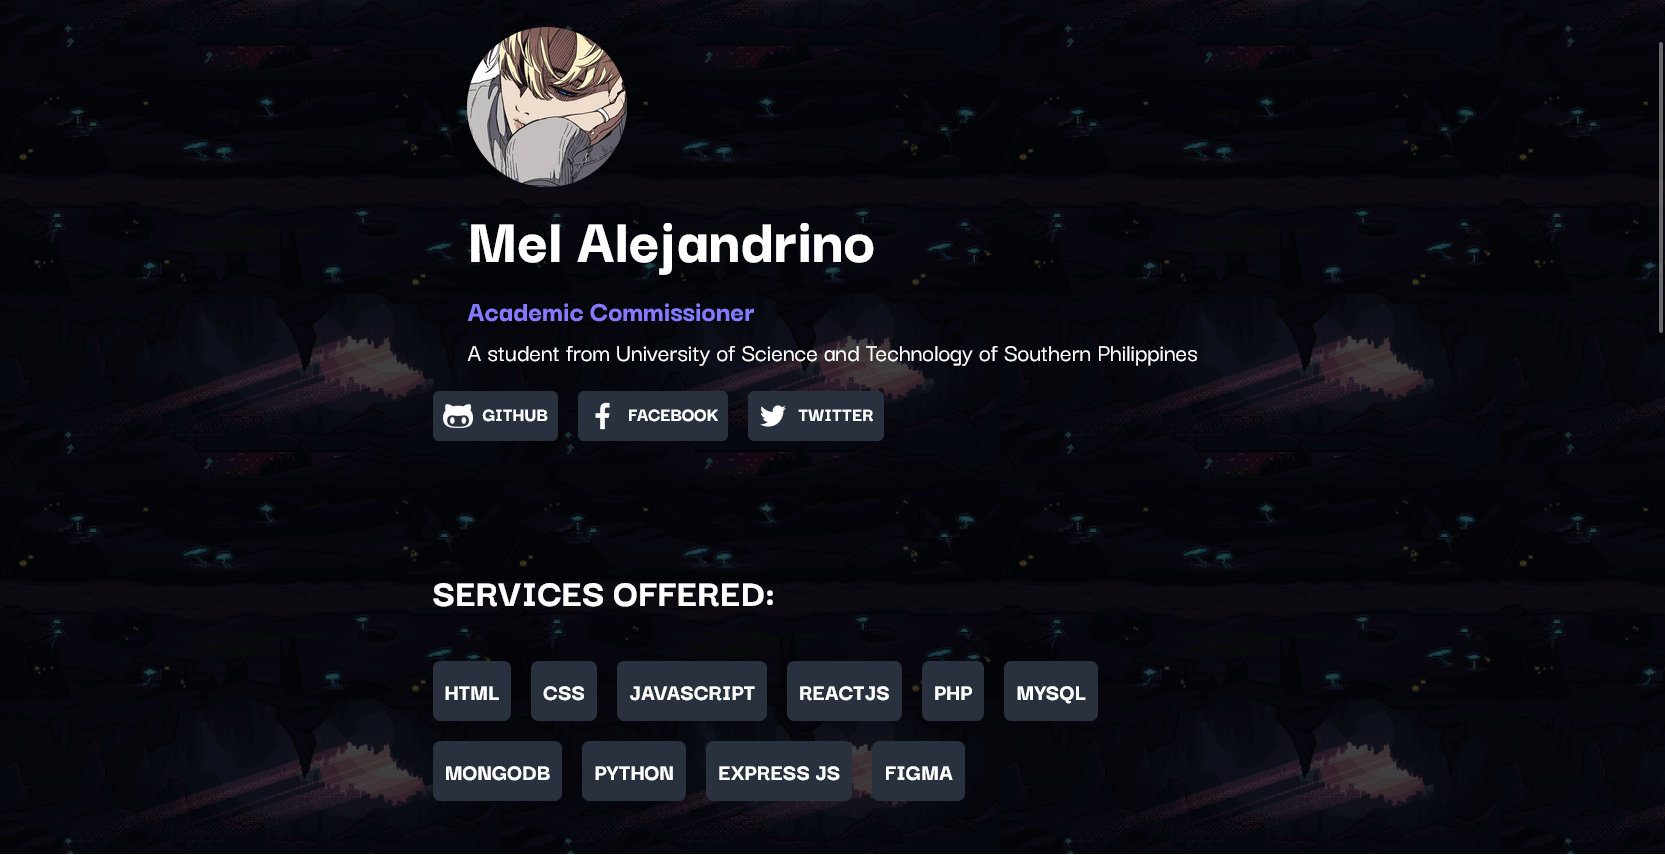 Mel Alejandrino
Academic Commissioner
A student from University of Science and Technology of Southern Philippines
GITHUB FACEBOOK TWITTER
SERVICES OFFERED:
HTML CSS JAVASCRIPT REACTJS PHP MYSQL
MONGODB PYTHON EXPRESS JS FIGMA